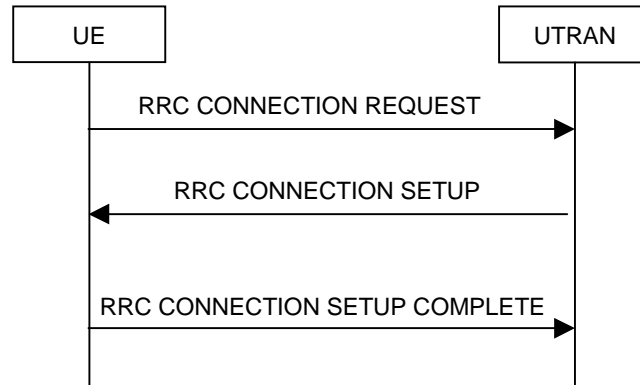 UE
UTRAN
RRC CONNECTION REQUEST
RRC CONNECTION SETUP
RRC CONNECTION SETUP COMPLETE